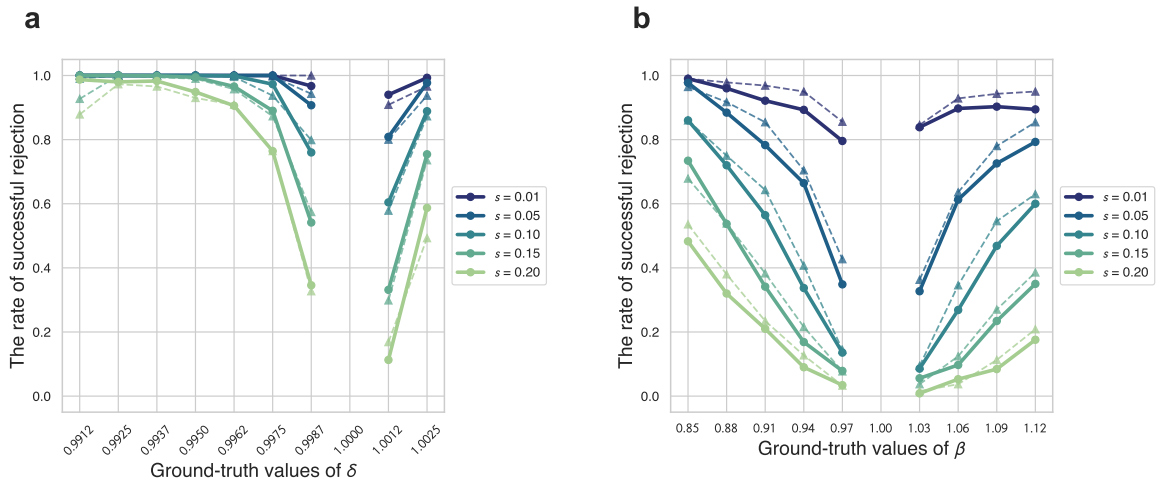 a
The rate of successful rejection
1.0
0.8
0.6
0.4
0.2
0.0
0.9912
0.9925
0.9937
0.9950
0.9962
0.9975
0.9987
1.0000
1.0012
1.0025
Ground-truth values of δ
s = 0.01
s = 0.05
s = 0.10
s = 0.15
s = 0.20
b
The rate of successful rejection
1.0
0.8
0.6
0.4
0.2
0.0
0.85
0.88
0.91
0.94
0.97
1.00
1.03
1.06
1.09
1.12
Ground-truth values of β
s = 0.01
s = 0.05
s = 0.10
s = 0.15
s = 0.20